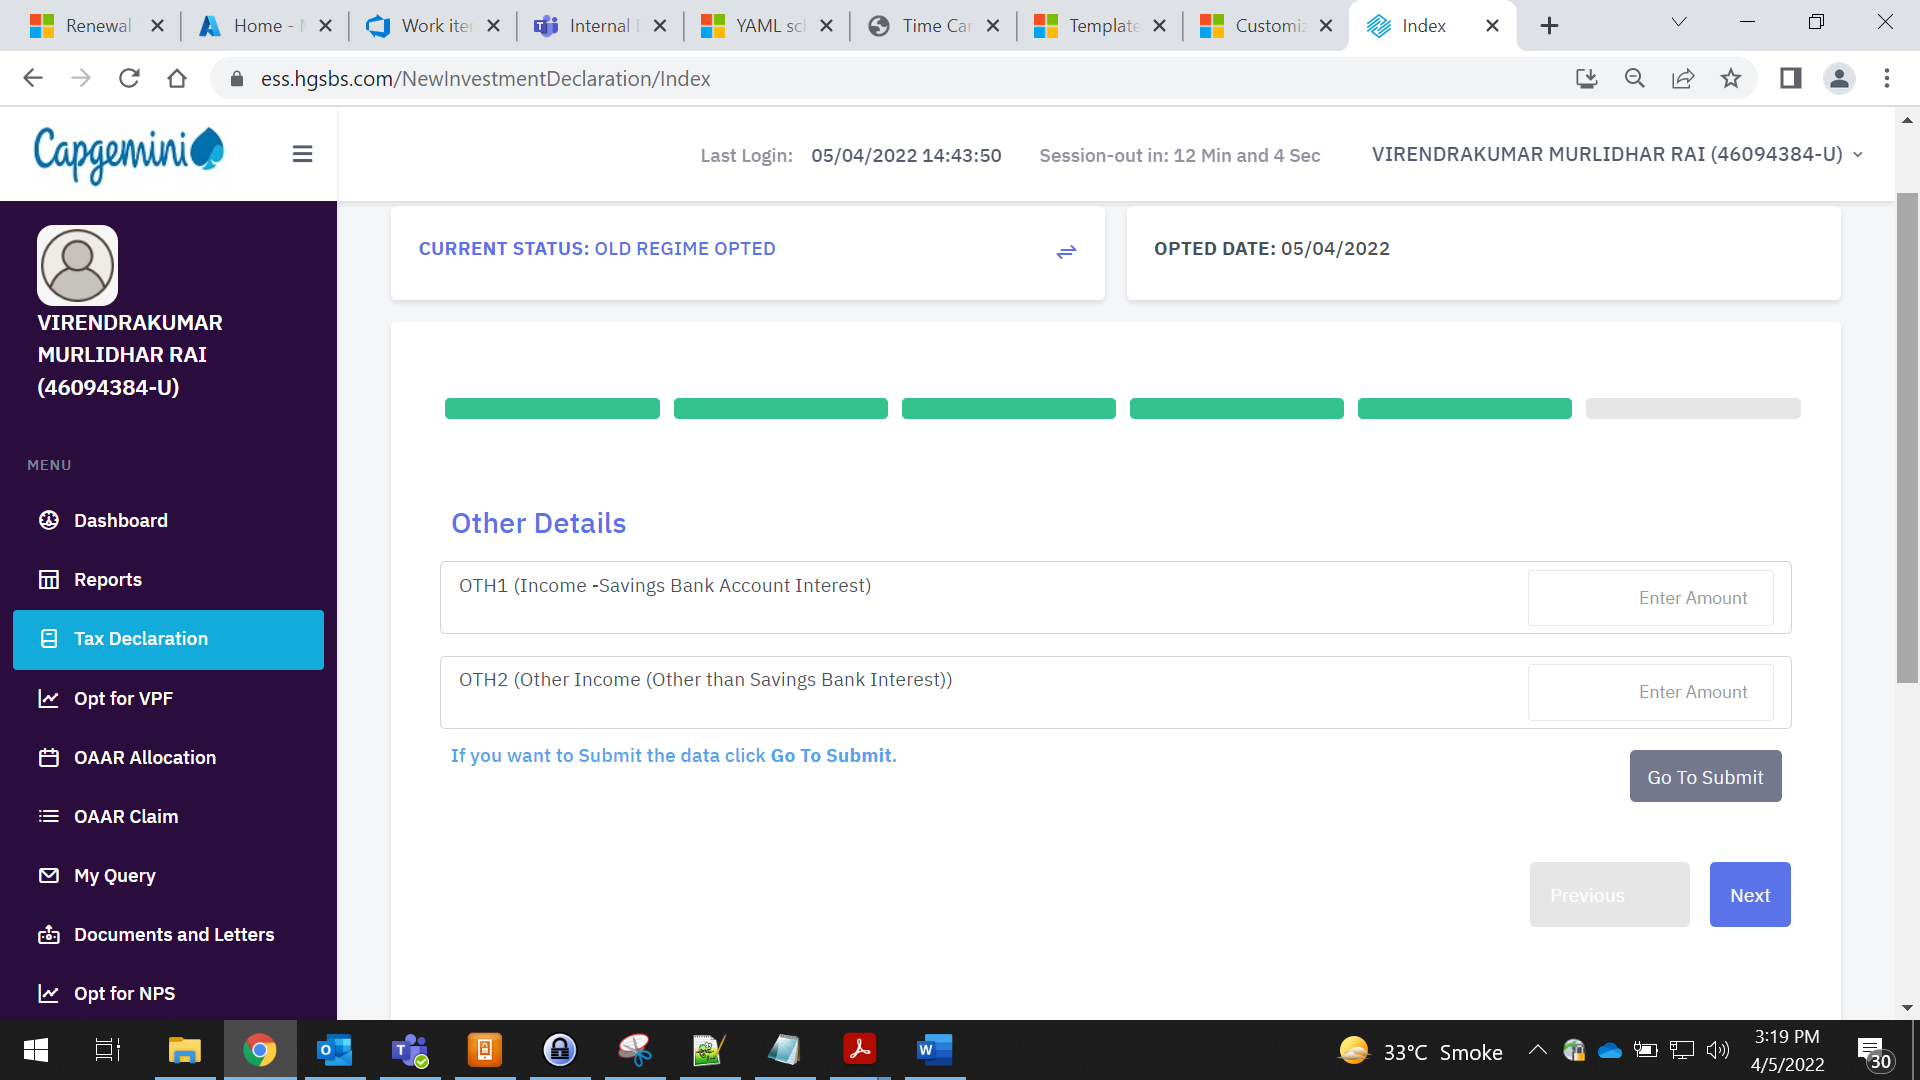 Renewal
Home -
Work iter
Internal
YAML sc
Time Car
Template
Customiz
Index
ess.hgsbs.com/NewInvestmentDeclaration/Index
Capgemini
Last Login: 05/04/2022 14:43:50
Session-out in: 12 Min and 4 Sec
VIRENDRAKUMAR MURLIDHAR RAI (46094384-U)
VIRENDRAKUMAR
MURLIDHAR RAI
(46094384-U)
MENU
Dashboard
Reports
Tax Declaration
Opt for VPF
OAAR Allocation
OAAR Claim
My Query
Documents and Letters
Opt for NPS
CURRENT STATUS: OLD REGIME OPTED
OPTED DATE: 05/04/2022
Other Details
OTH1 (Income -Savings Bank Account Interest)
Enter Amount
OTH2 (Other Income (Other than Savings Bank Interest))
Enter Amount
If you want to Submit the data click Go To Submit.
Go To Submit
Previous
Next
33°C Smoke
3:19 PM
4/5/2022
30